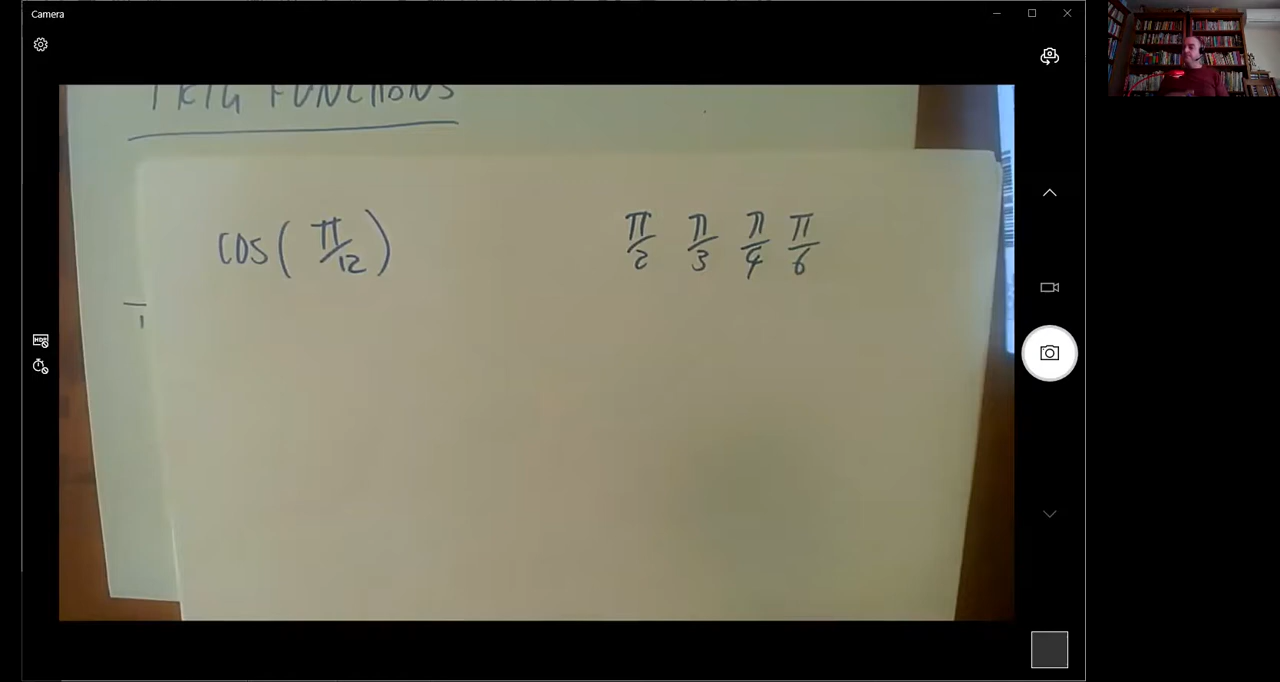 Camera
TRIG FUNCTIONS
cos(π/12)
π/2 π/3 π/4 π/6